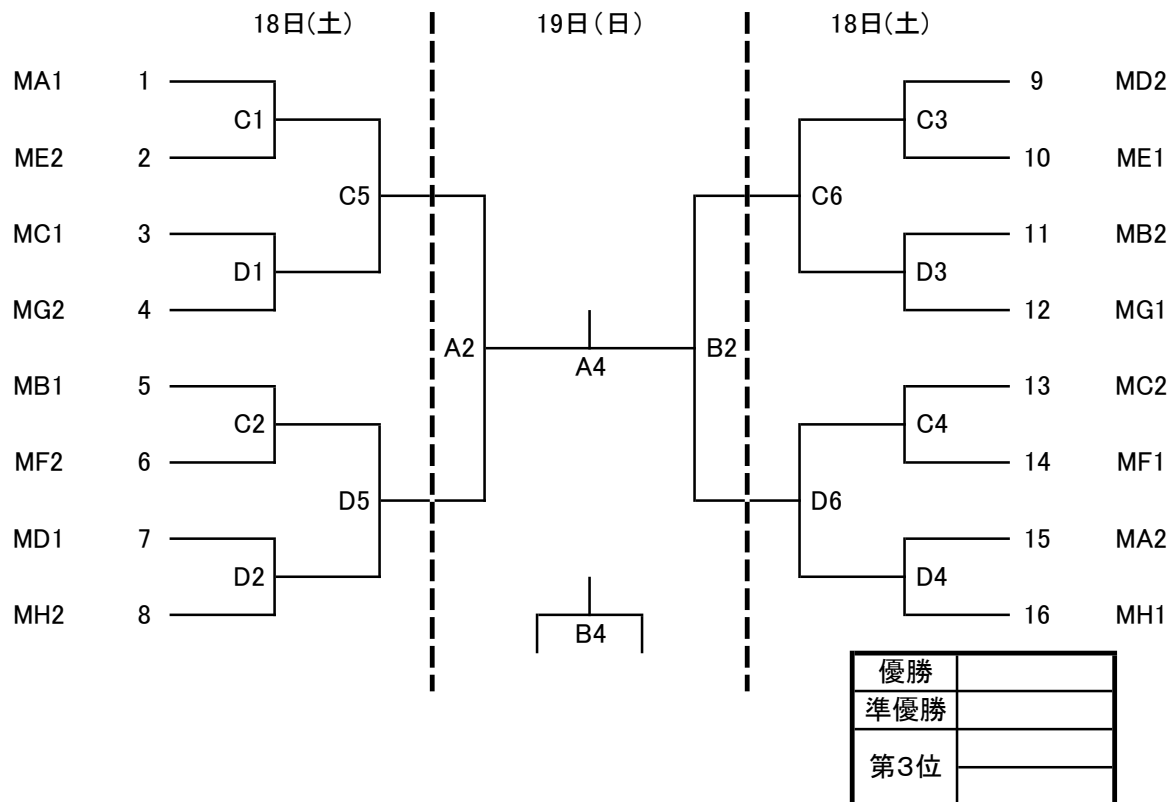 18日(土) 19日(日) 18日(土)
MA1 1 9 MD2
C1 C3
ME2 2 10 ME1
C5 C6
MC1 3 11 MB2
D1 D3
MG2 4 12 MG1
A2 A4 B2
MB1 5 13 MC2
C2 C4
MF2 6 14 MF1
D5 D6
MD1 7 15 MA2
D2 D4
MH2 8 16 MH1
B4
優勝
準優勝
第3位